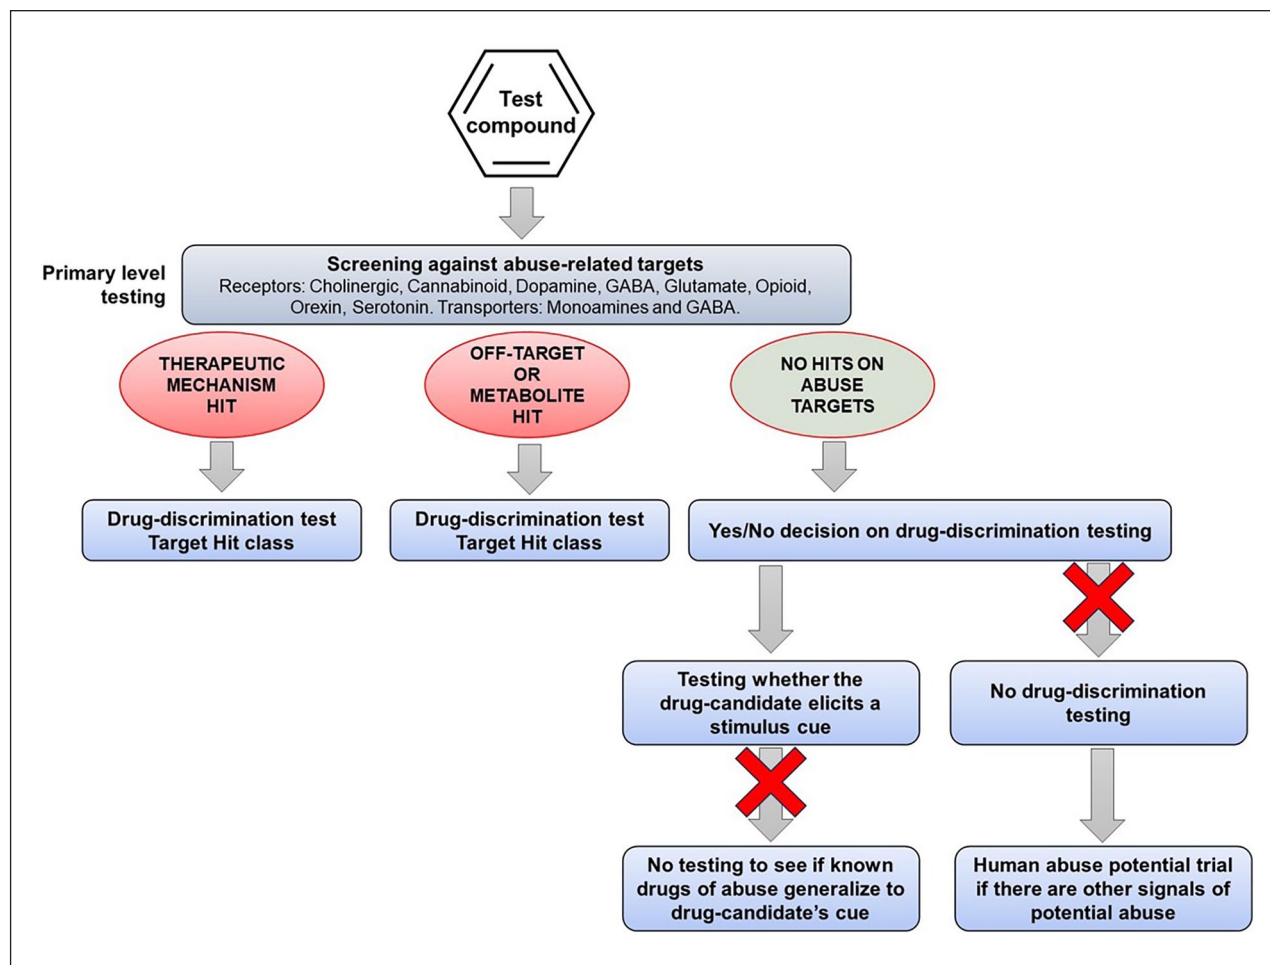 Test
compound
Primary level
testing
Screening against abuse-related targets
Receptors: Cholinergic, Cannabinoid, Dopamine, GABA, Glutamate, Opioid,
Orexin, Serotonin. Transporters: Monoamines and GABA.
THERAPEUTIC
MECHANISM
HIT
OFF-TARGET
OR
METABOLITE
HIT
NO HITS ON
ABUSE
TARGETS
Drug-discrimination test
Target Hit class
Drug-discrimination test
Target Hit class
Yes/No decision on drug-discrimination testing
Testing whether the
drug-candidate elicits a
stimulus cue
No drug-discrimination
testing
No testing to see if known
drugs of abuse generalize to
drug-candidate’s cue
Human abuse potential trial
if there are other signals of
potential abuse